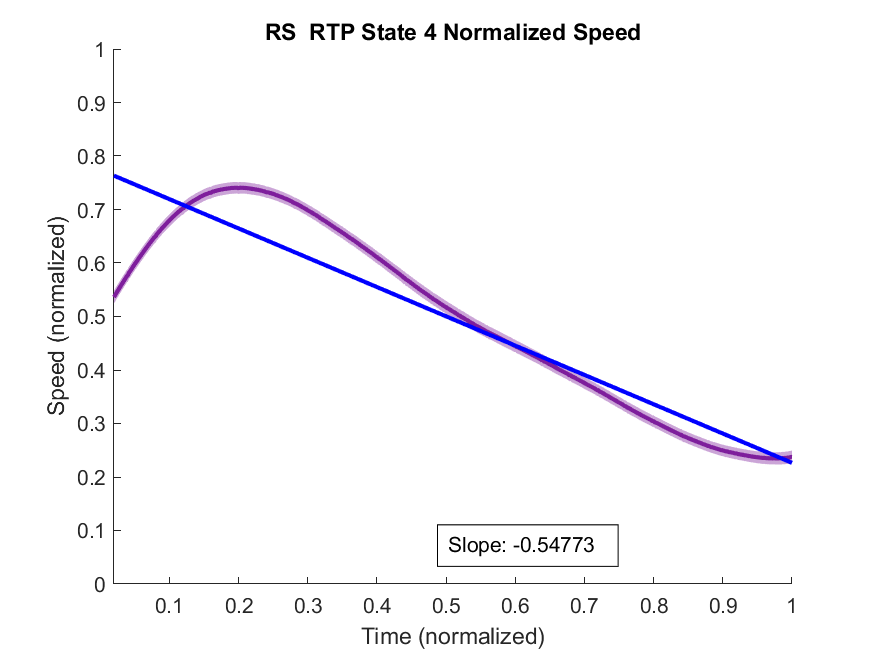 RS  RTP State 4 Normalized Speed
1
0.9
0.8
0.7
0.6
0.5
0.4
0.3
0.2
0.1
0
Speed (normalized)
Slope: -0.54773
0.1 0.2 0.3 0.4 0.5 0.6 0.7 0.8 0.9 1
Time (normalized)